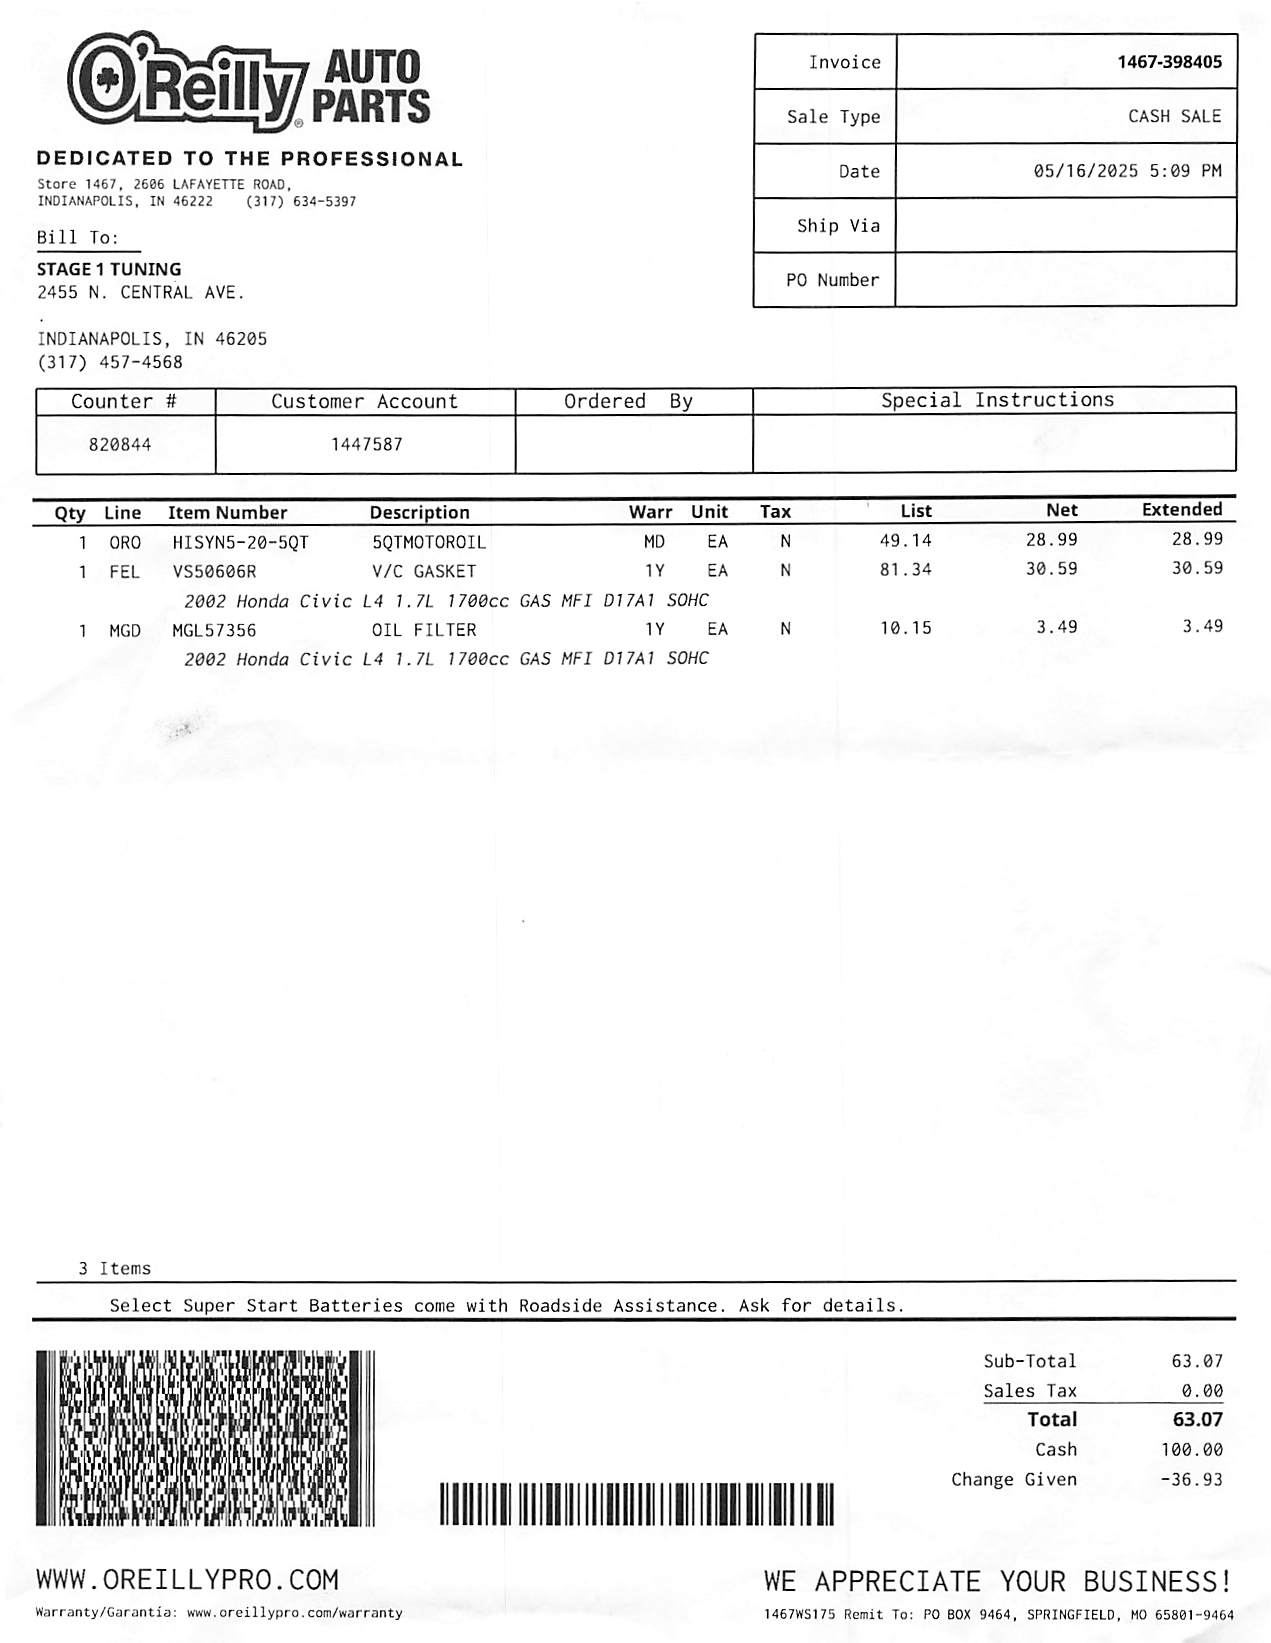 O'Reilly AUTO PARTS
DEDICATED TO THE PROFESSIONAL
Store 1467, 2606 LAFAYETTE ROAD,
INDIANAPOLIS, IN 46222 (317) 634-5397
Invoice 1467-398405
Sale Type CASH SALE
Date 05/16/2025 5:09 PM
Ship Via
PO Number
Bill To:
STAGE 1 TUNING
2455 N. CENTRAL AVE.
.
INDIANAPOLIS, IN 46205
(317) 457-4568
Counter # Customer Account Ordered By Special Instructions
820844 1447587
Qty Line Item Number Description Warr Unit Tax List Net Extended
1 ORO HISYN5-20-5QT 5QTMOTOROIL MD EA N 49.14 28.99 28.99
1 FEL VS50606R V/C GASKET 1Y EA N 81.34 30.59 30.59
2002 Honda Civic L4 1.7L 1700cc GAS MFI D17A1 SOHC
1 MGD MGL57356 OIL FILTER 1Y EA N 10.15 3.49 3.49
2002 Honda Civic L4 1.7L 1700cc GAS MFI D17A1 SOHC
3 Items
Select Super Start Batteries come with Roadside Assistance. Ask for details.
Sub-Total 63.07
Sales Tax 0.00
Total 63.07
Cash 100.00
Change Given -36.93
WWW.OREILLYPRO.COM
Warranty/Garantía: www.oreillypro.com/warranty
WE APPRECIATE YOUR BUSINESS!
1467WS175 Remit To: PO BOX 9464, SPRINGFIELD, MO 65801-9464